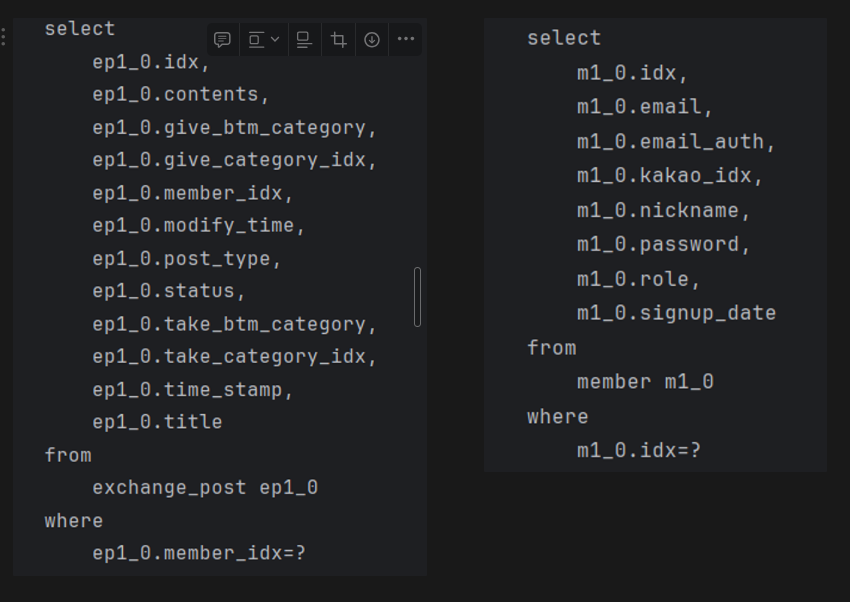 select
ep1_0.idx,
ep1_0.contents,
ep1_0.give_btm_category,
ep1_0.give_category_idx,
ep1_0.member_idx,
ep1_0.modify_time,
ep1_0.post_type,
ep1_0.status,
ep1_0.take_btm_category,
ep1_0.take_category_idx,
ep1_0.time_stamp,
ep1_0.title
from
exchange_post ep1_0
where
ep1_0.member_idx=?
select
m1_0.idx,
m1_0.email,
m1_0.email_auth,
m1_0.kakao_idx,
m1_0.nickname,
m1_0.password,
m1_0.role,
m1_0.signup_date
from
member m1_0
where
m1_0.idx=?